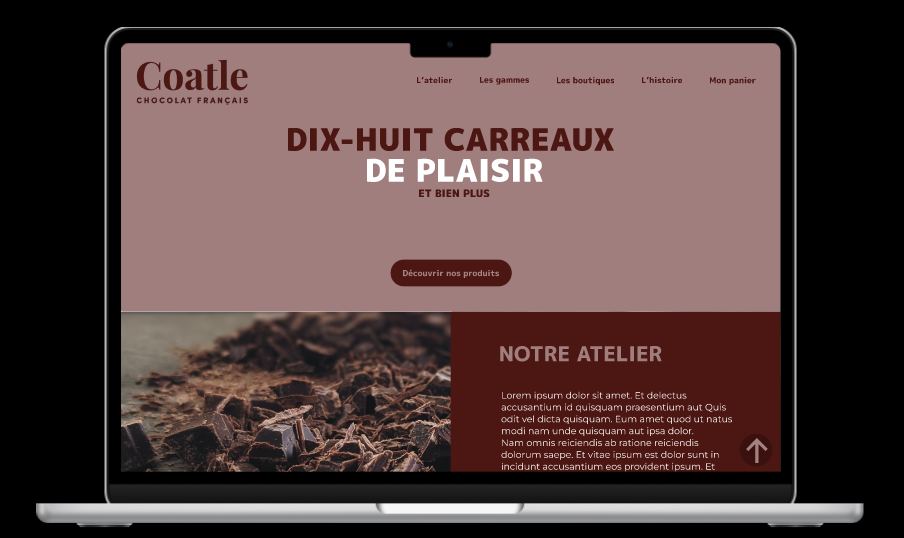 Coatle
CHOCOLAT FRANÇAIS
L'atelier
Les gammes
Les boutiques
L'histoire
Mon panier
DIX-HUIT CARREAUX
DE PLAISIR
ET BIEN PLUS
Découvrir nos produits
NOTRE ATELIER
Lorem ipsum dolor sit amet. Et delectus
accusantium id quisquam praesentium aut Quis
odit vel dicta quisquam. Eum amet quod ut natus
modi nam unde quisquam aut ipsa dolor.
Nam omnis reiciendis ab ratione reiciendis
dolorum saepe. Et vitae ipsum est dolor sunt in
incidunt accusantium eos provident ipsum. Et